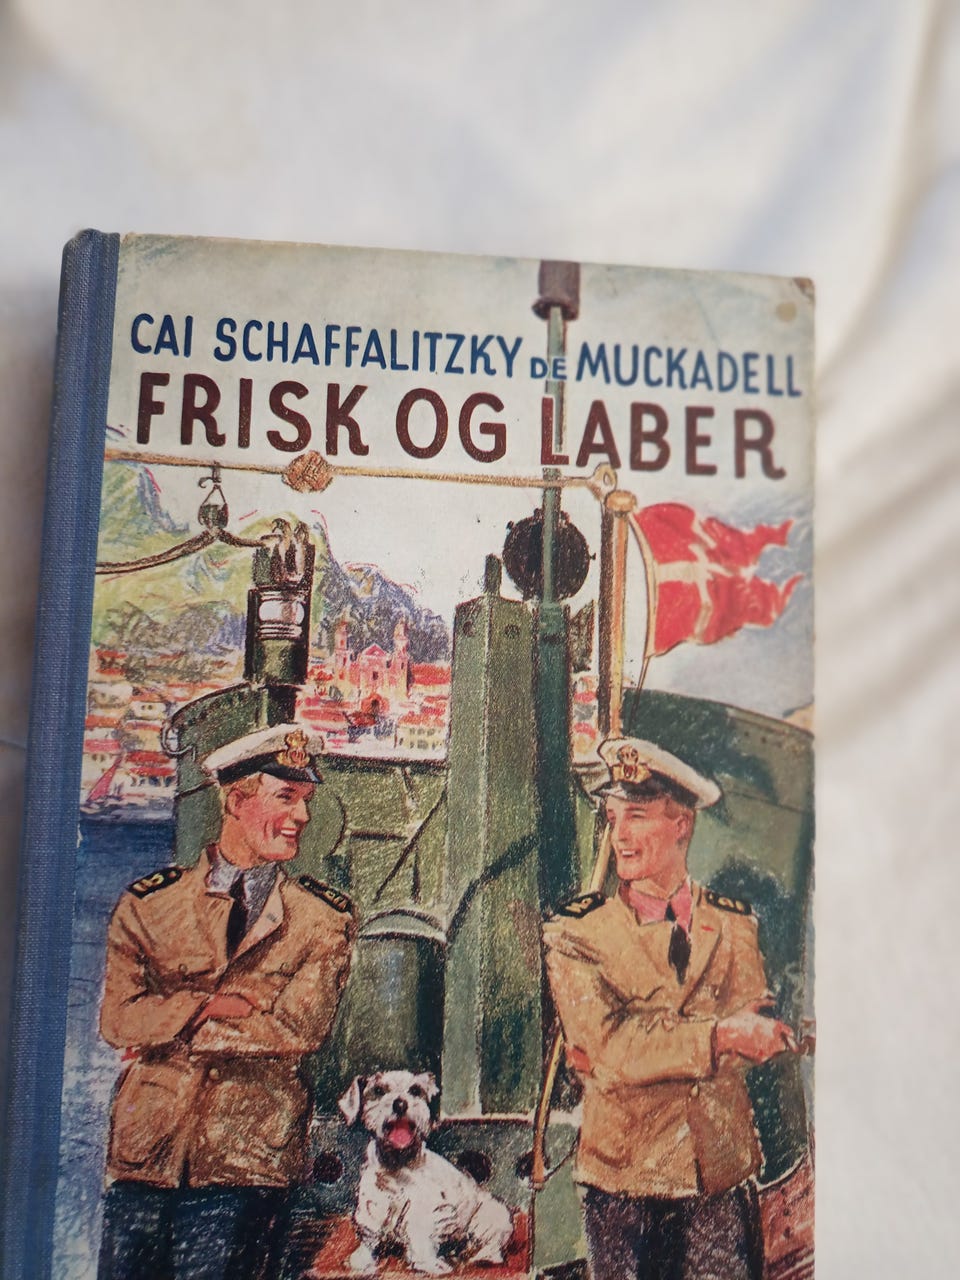 CAI SCHAFFALITZKY DE MUCKADELL
FRISK OG LABER